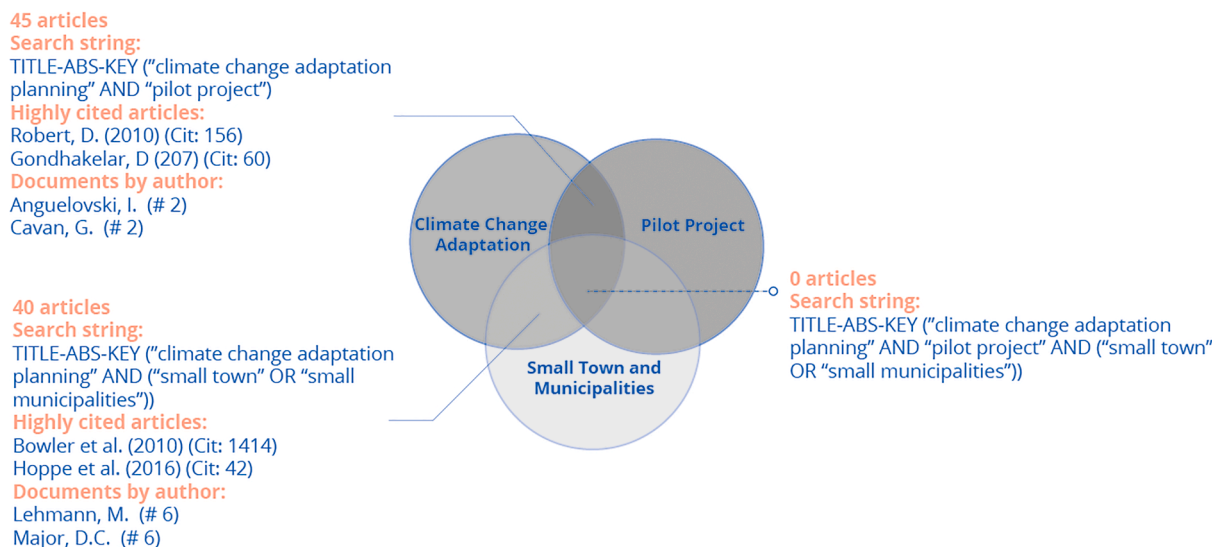 45 articles
Search string:
TITLE-ABS-KEY (”climate change adaptation
planning” AND “pilot project”)
Highly cited articles:
Robert, D. (2010) (Cit: 156)
Gondhakelar, D (207) (Cit: 60)
Documents by author:
Anguelovski, I. (# 2)
Cavan, G. (# 2)
40 articles
Search string:
TITLE-ABS-KEY (”climate change adaptation
planning” AND (“small town” OR “small
municipalities”))
Highly cited articles:
Bowler et al. (2010) (Cit: 1414)
Hoppe et al. (2016) (Cit: 42)
Documents by author:
Lehmann, M. (# 6)
Major, D.C. (# 6)
Climate Change
Adaptation
Pilot Project
Small Town and
Municipalities
0 articles
Search string:
TITLE-ABS-KEY (”climate change adaptation
planning” AND “pilot project” AND (“small town”
OR “small municipalities”))